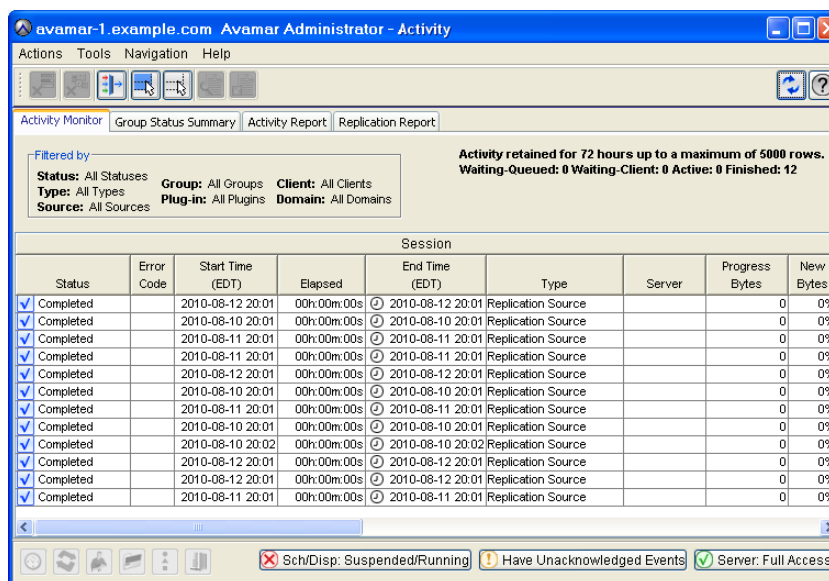 avamar-1.example.com Avamar Administrator - Activity
Actions Tools Navigation Help
Activity Monitor Group Status Summary Activity Report Replication Report
Filtered by
Status: All Statuses
Type: All Types
Source: All Sources
Group: All Groups Client: All Clients
Plug-in: All Plugins Domain: All Domains
Activity retained for 72 hours up to a maximum of 5000 rows.
Waiting-Queued: 0 Waiting-Client: 0 Active: 0 Finished: 12
Session
Status Error Code Start Time (EDT) Elapsed End Time (EDT) Type Server Progress Bytes New Bytes
Completed 2010-08-12 20:01 00h:00m:00s 2010-08-12 20:01 Replication Source 0 0%
Completed 2010-08-10 20:01 00h:00m:00s 2010-08-10 20:01 Replication Source 0 0%
Completed 2010-08-11 20:01 00h:00m:00s 2010-08-11 20:01 Replication Source 0 0%
Completed 2010-08-11 20:01 00h:00m:00s 2010-08-11 20:01 Replication Source 0 0%
Completed 2010-08-12 20:01 00h:00m:00s 2010-08-12 20:01 Replication Source 0 0%
Completed 2010-08-10 20:01 00h:00m:00s 2010-08-10 20:01 Replication Source 0 0%
Completed 2010-08-11 20:01 00h:00m:00s 2010-08-11 20:01 Replication Source 0 0%
Completed 2010-08-10 20:01 00h:00m:00s 2010-08-10 20:01 Replication Source 0 0%
Completed 2010-08-10 20:02 00h:00m:00s 2010-08-10 20:02 Replication Source 0 0%
Completed 2010-08-12 20:01 00h:00m:00s 2010-08-12 20:01 Replication Source 0 0%
Completed 2010-08-12 20:01 00h:00m:00s 2010-08-12 20:01 Replication Source 0 0%
Completed 2010-08-11 20:01 00h:00m:00s 2010-08-11 20:01 Replication Source 0 0%
Sch/Disp: Suspended/Running Have Unacknowledged Events Server: Full Access